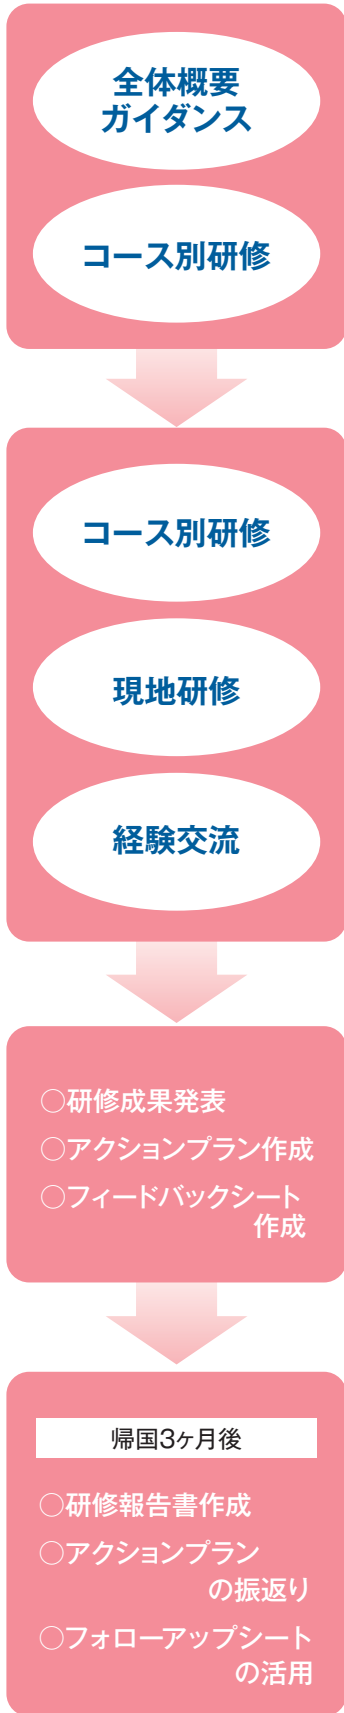 全体概要
ガイダンス
コース別研修
コース別研修
現地研修
経験交流
○研修成果発表
○アクションプラン作成
○フィードバックシート
作成
帰国3ヶ月後
○研修報告書作成
○アクションプラン
の振返り
○フォローアップシート
の活用